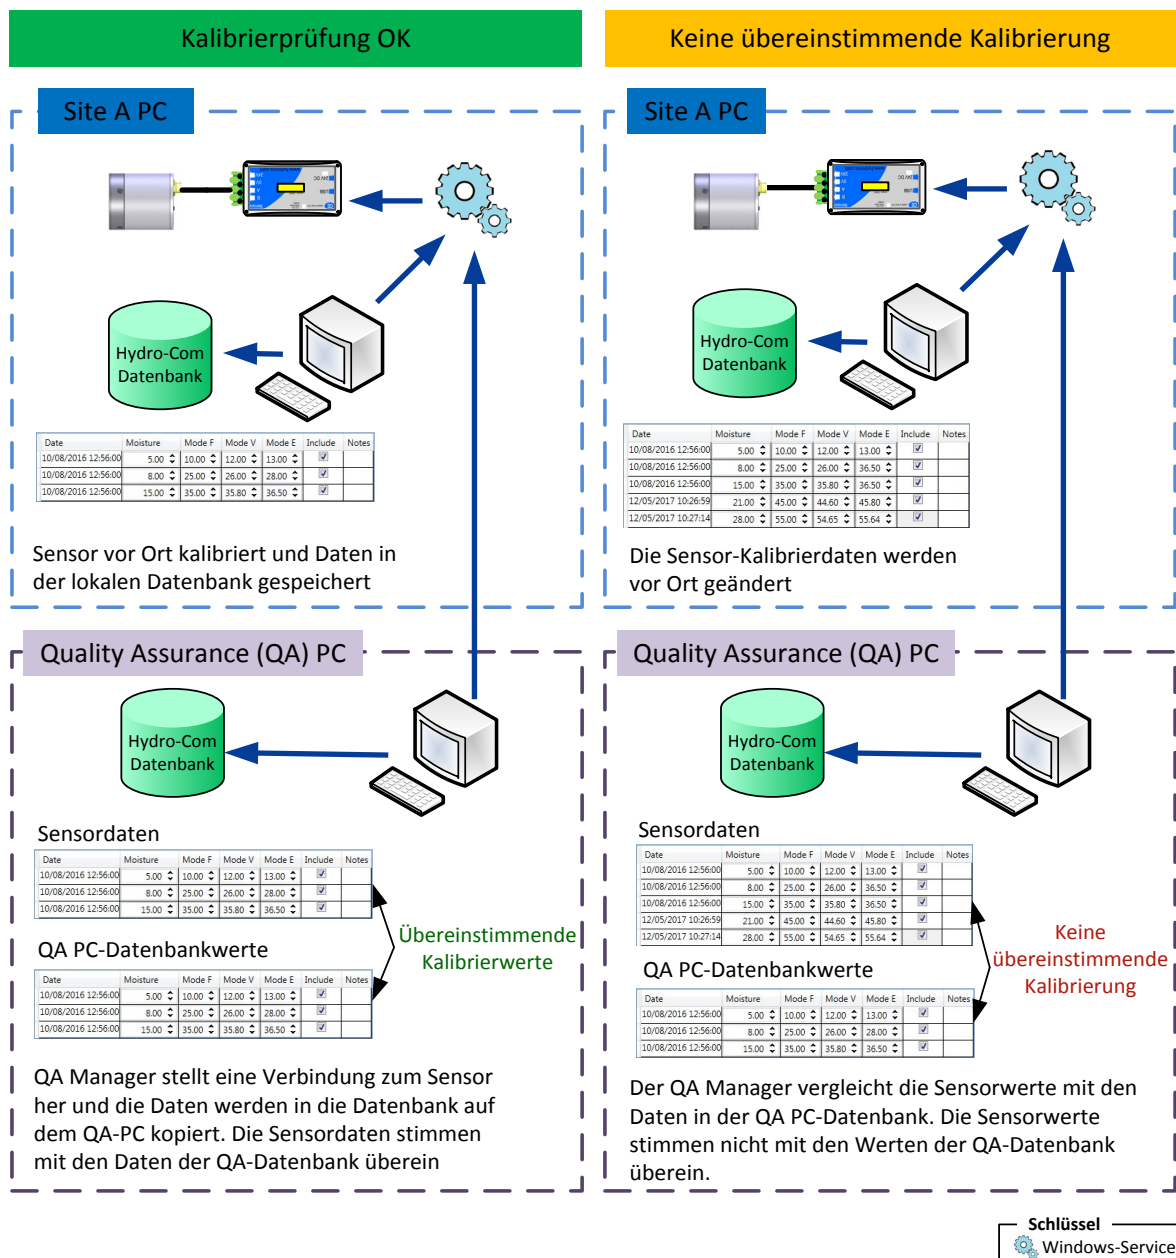 Kalibrierprüfung OK
Site A PC
Hydro-Com
Datenbank
Date Moisture Mode F Mode V Mode E Include Notes
10/08/2016 12:56:00 5.00 10.00 12.00 13.00
10/08/2016 12:56:00 8.00 25.00 26.00 28.00
10/08/2016 12:56:00 15.00 35.00 35.80 36.50
Sensor vor Ort kalibriert und Daten in
der lokalen Datenbank gespeichert
Quality Assurance (QA) PC
Hydro-Com
Datenbank
Sensordaten
Date Moisture Mode F Mode V Mode E Include Notes
10/08/2016 12:56:00 5.00 10.00 12.00 13.00
10/08/2016 12:56:00 8.00 25.00 26.00 28.00
10/08/2016 12:56:00 15.00 35.00 35.80 36.50
Übereinstimmende
Kalibrierwerte
QA PC-Datenbankwerte
Date Moisture Mode F Mode V Mode E Include Notes
10/08/2016 12:56:00 5.00 10.00 12.00 13.00
10/08/2016 12:56:00 8.00 25.00 26.00 28.00
10/08/2016 12:56:00 15.00 35.00 35.80 36.50
QA Manager stellt eine Verbindung zum Sensor
her und die Daten werden in die Datenbank auf
dem QA-PC kopiert. Die Sensordaten stimmen
mit den Daten der QA-Datenbank überein
Keine übereinstimmende Kalibrierung
Site A PC
Hydro-Com
Datenbank
Date Moisture Mode F Mode V Mode E Include Notes
10/08/2016 12:56:00 5.00 10.00 12.00 13.00
10/08/2016 12:56:00 8.00 25.00 26.00 36.50
10/08/2016 12:56:00 15.00 35.00 35.80 36.50
12/05/2017 10:26:59 21.00 45.00 44.60 45.80
12/05/2017 10:27:14 28.00 55.00 54.65 55.64
Die Sensor-Kalibrierdaten werden
vor Ort geändert
Quality Assurance (QA) PC
Hydro-Com
Datenbank
Sensordaten
Date Moisture Mode F Mode V Mode E Include Notes
10/08/2016 12:56:00 5.00 10.00 12.00 13.00
10/08/2016 12:56:00 8.00 25.00 26.00 36.50
10/08/2016 12:56:00 15.00 35.00 35.80 36.50
12/05/2017 10:26:59 21.00 45.00 44.60 45.80
12/05/2017 10:27:14 28.00 55.00 54.65 55.64
Keine
übereinstimmende
Kalibrierung
QA PC-Datenbankwerte
Date Moisture Mode F Mode V Mode E Include Notes
10/08/2016 12:56:00 5.00 10.00 12.00 13.00
10/08/2016 12:56:00 8.00 25.00 26.00 28.00
10/08/2016 12:56:00 15.00 35.00 35.80 36.50
Der QA Manager vergleicht die Sensorwerte mit den
Daten in der QA PC-Datenbank. Die Sensorwerte
stimmen nicht mit den Werten der QA-Datenbank
überein.
Schlüssel
Windows-Service